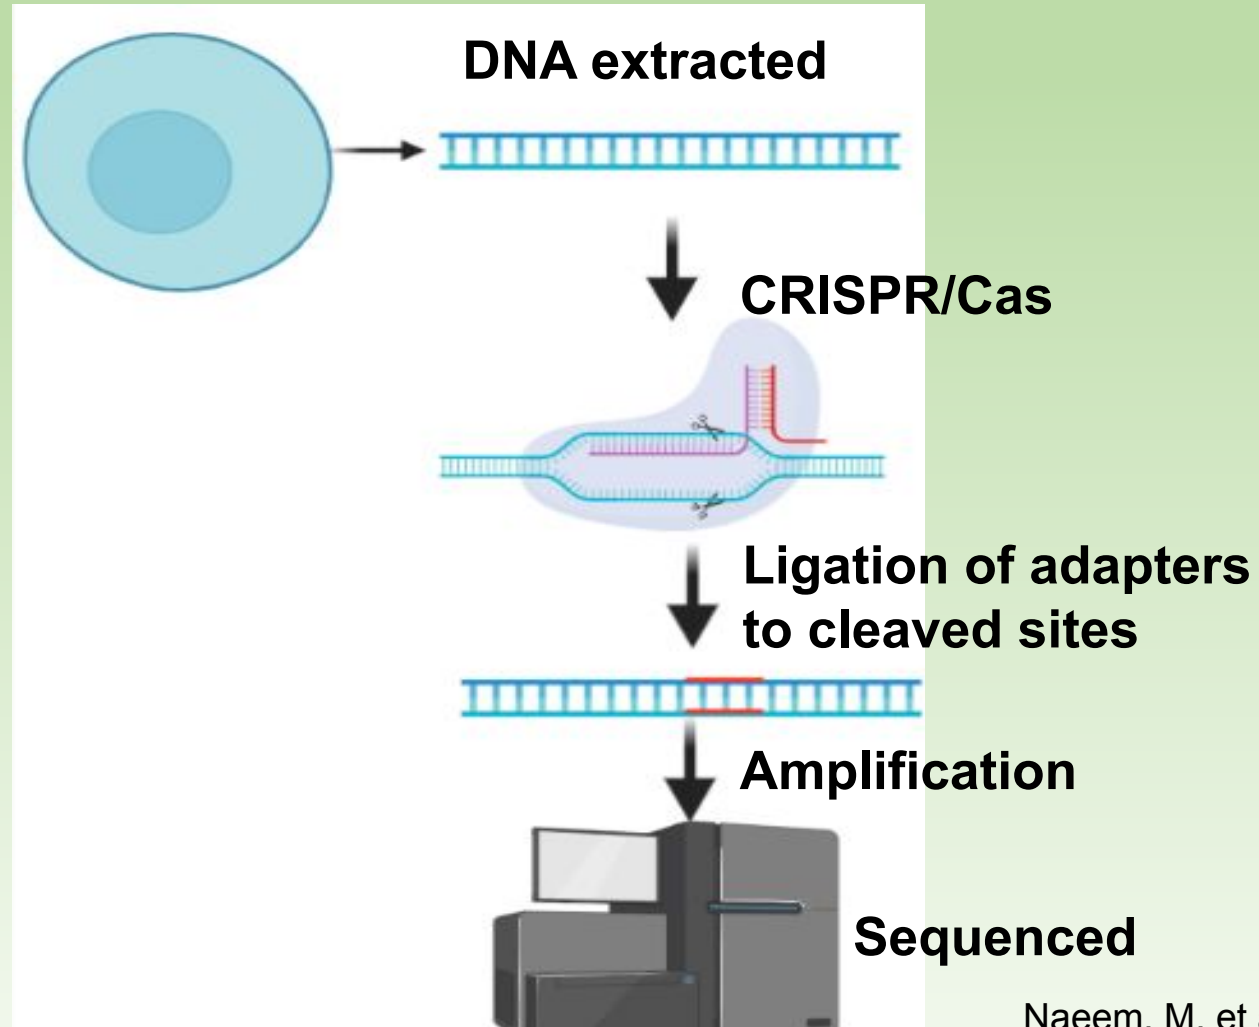 DNA extracted
CRISPR/Cas
Ligation of adapters
to cleaved sites
Amplification
Sequenced
Naeem, M, et